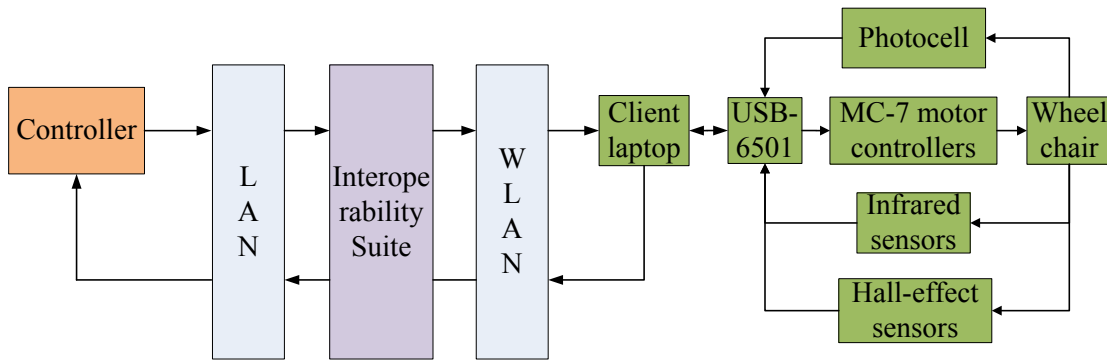 Controller
L
A
N
Interope
rability
Suite
W
L
A
N
Client
laptop
USB-
6501
Photocell
MC-7 motor
controllers
Wheel
chair
Infrared
sensors
Hall-effect
sensors